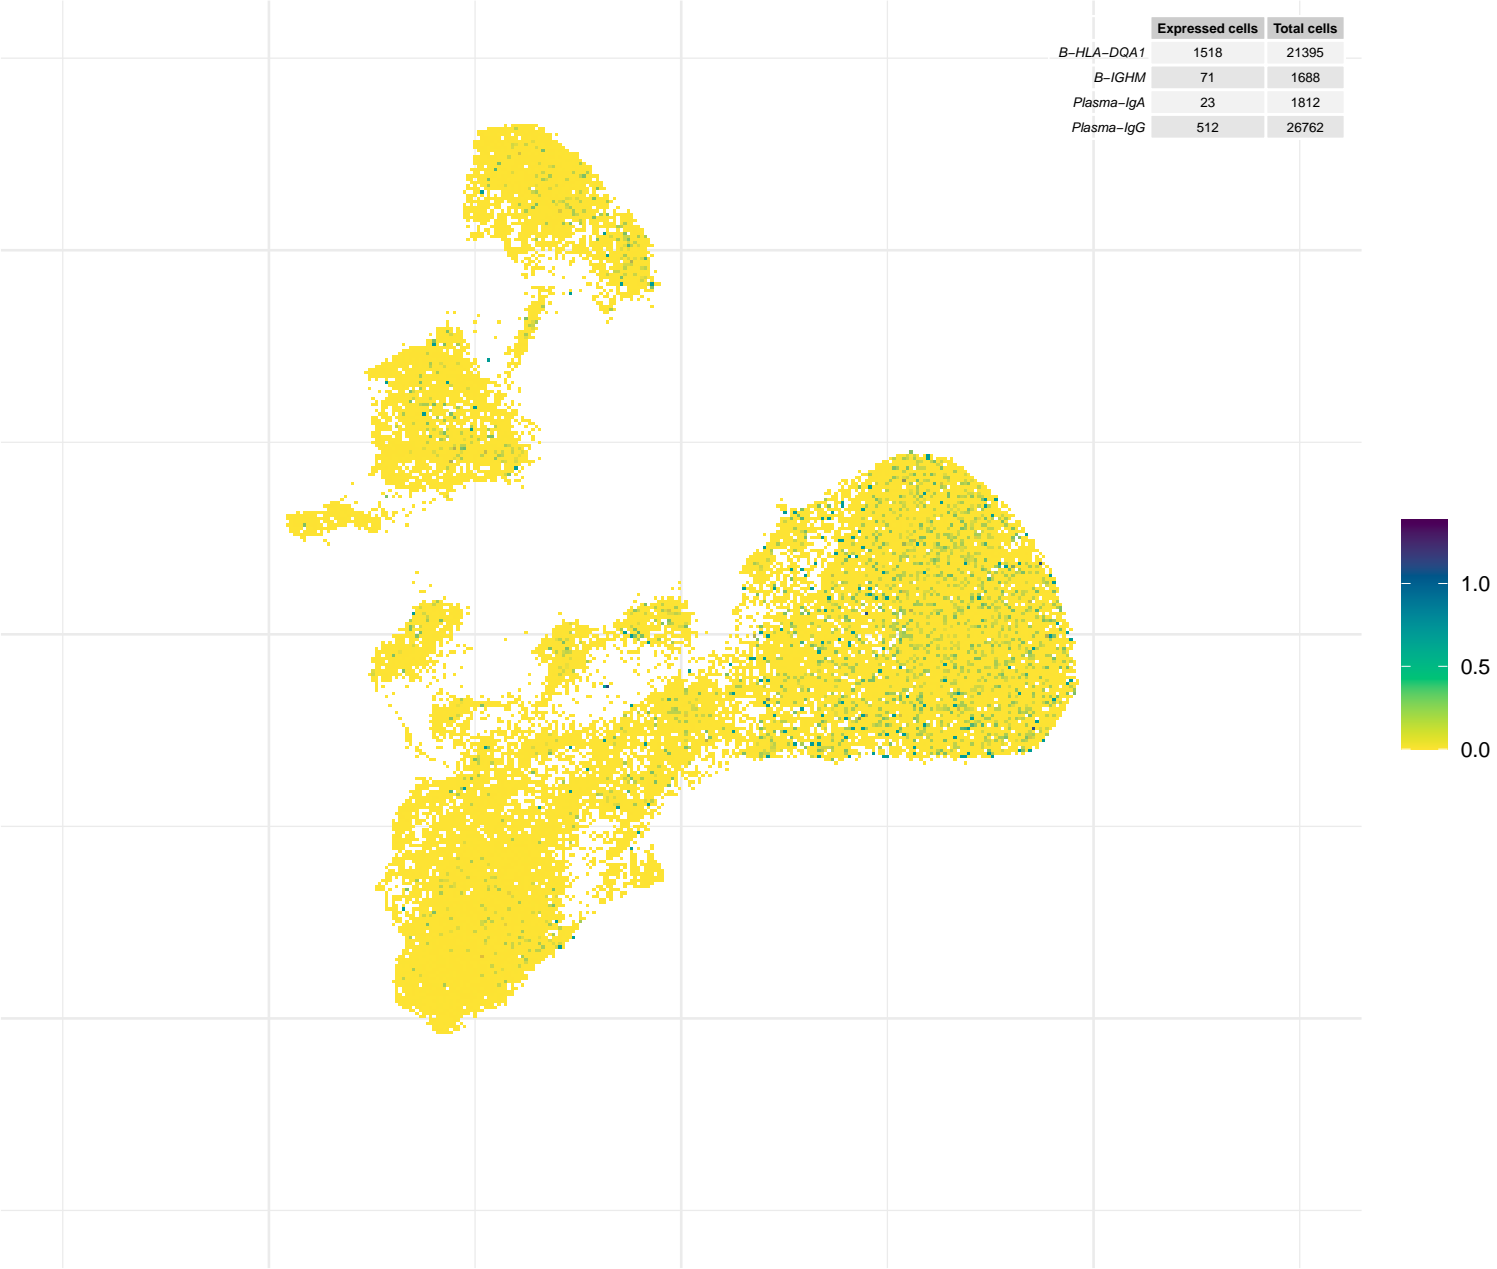 Expressed cells Total cells
B−HLA−DQA1 1518 21395
B−IGHM 71 1688
Plasma−IgA 23 1812
Plasma−IgG 512 26762
1.0
0.5
0.0